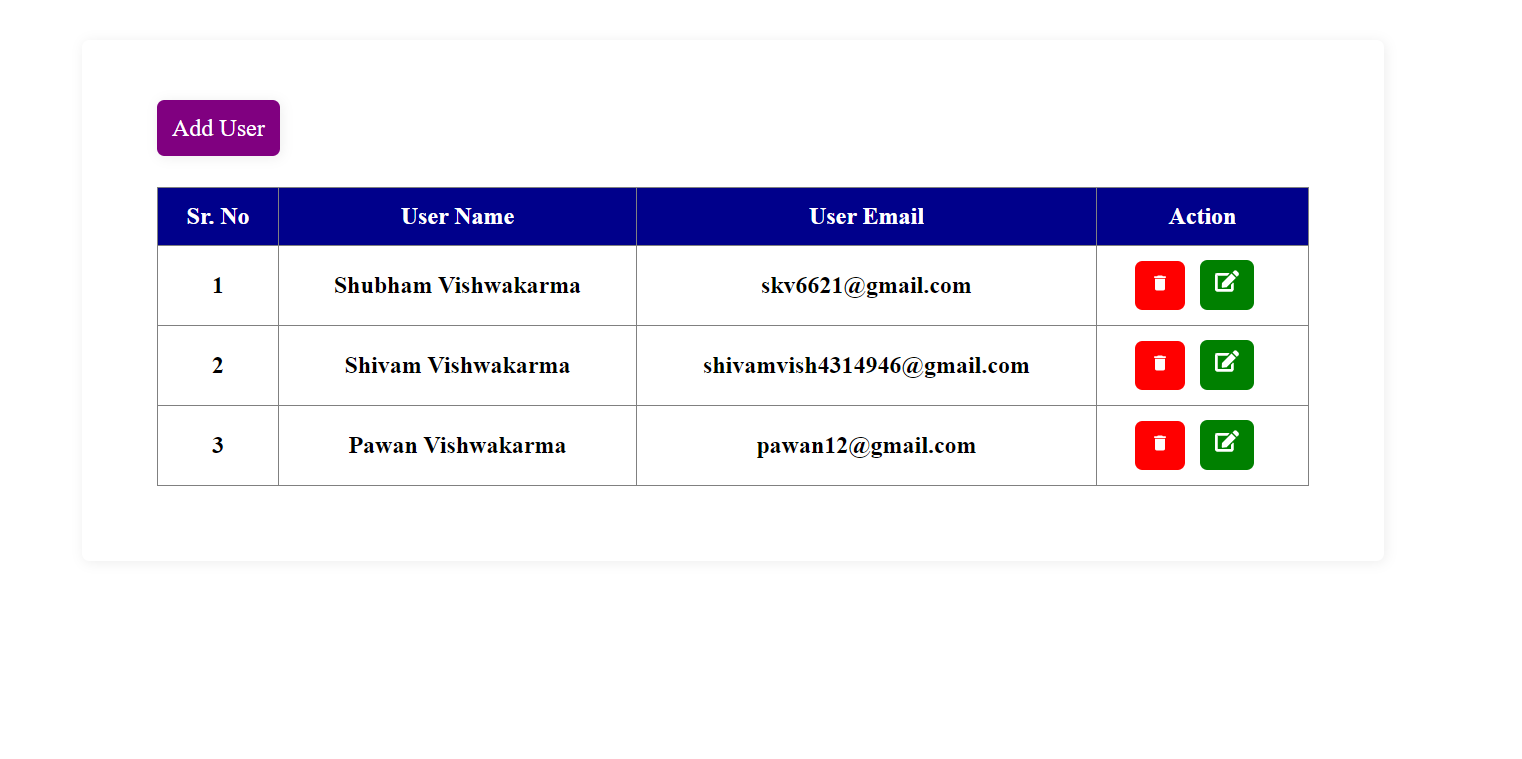 Add User
Sr. No User Name User Email Action
1 Shubham Vishwakarma skv6621@gmail.com
2 Shivam Vishwakarma shivamvish4314946@gmail.com
3 Pawan Vishwakarma pawan12@gmail.com